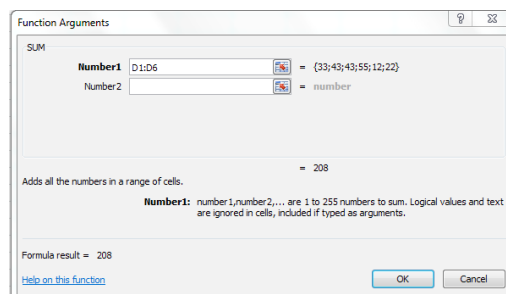 Function Arguments
SUM
Number1 D1:D6 = {33;43;43;55;12;22}
Number2 = number
= 208
Adds all the numbers in a range of cells.
Number1: number1,number2,... are 1 to 255 numbers to sum. Logical values and text
are ignored in cells, included if typed as arguments.
Formula result = 208
Help on this function OK Cancel